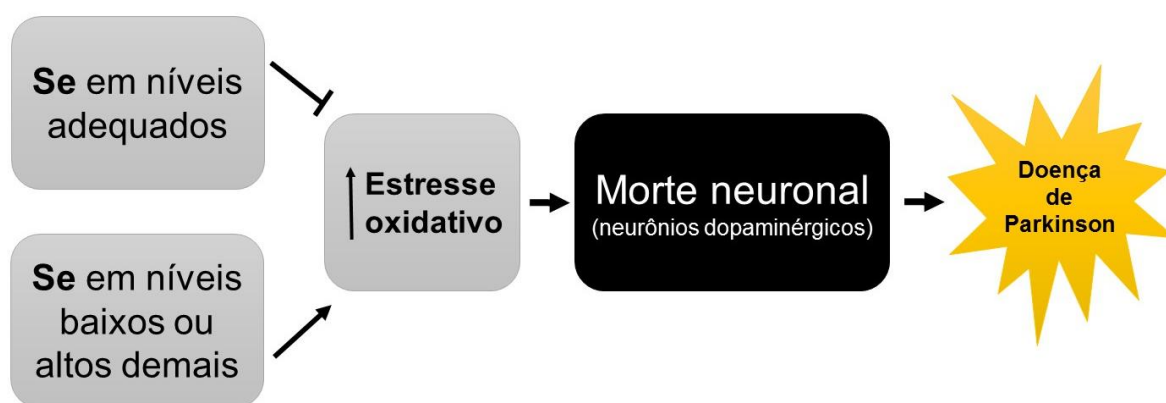 Se em níveis
adequados
Se em níveis
baixos ou
altos demais
Estresse
oxidativo
Morte neuronal
(neurônios dopaminérgicos)
Doença
de
Parkinson